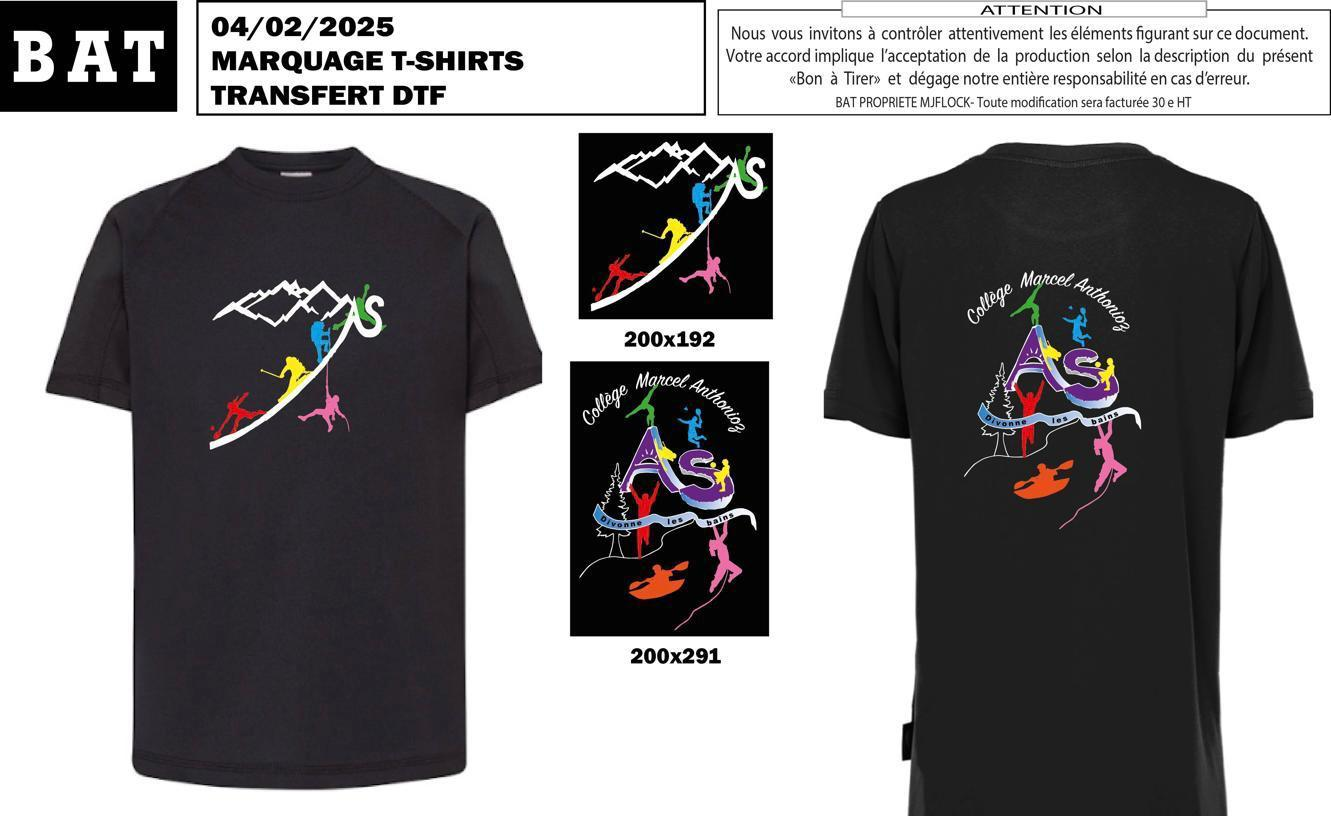 BAT
04/02/2025
MARQUAGE T-SHIRTS
TRANSFERT DTF
ATTENTION
Nous vous invitons à contrôler attentivement les éléments figurant sur ce document.
Votre accord implique l'acceptation de la production selon la description du présent
«Bon à Tirer» et dégage notre entière responsabilité en cas d'erreur.
BAT PROPRIETE MJFLOCK- Toute modification sera facturée 30 e HT
AS
AS
200x192
Collège Marcel Anthonioz
AS
Divonne les bains
200x291
Collège Marcel Anthonioz
AS
Divonne les bains